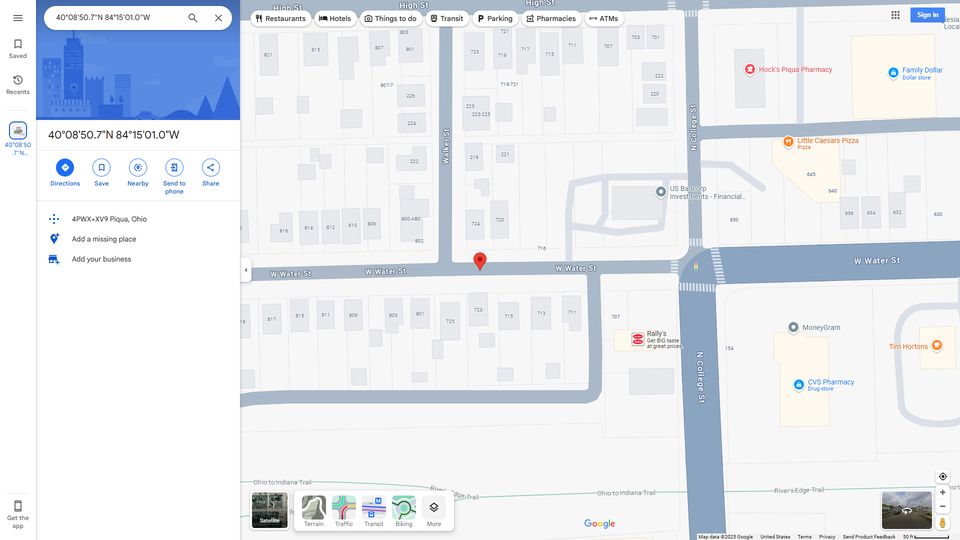 40°08'50.7"N 84°15'01.0"W
Saved
Recents
40°08'50
.7"N...
Get the
app
40°08'50.7"N 84°15'01.0"W
Directions
Save
Nearby
Send to
phone
Share
4PWX+XV9 Piqua, Ohio
Add a missing place
Add your business
Restaurants
Hotels
Things to do
Transit
Parking
Pharmacies
ATMs
Sign in
High St
High St
High St
821
815
803
801
807-7
226
224
222
800-ABC
802
816
814
812
810
808
723
721
717
715
711
707
703
701
719-721
225
223-225
222
220
219
221
724
720
716
Walker St
N College St
Hock's Piqua Pharmacy
Family Dollar
Dollar store
Little Caesars Pizza
Pizza
US Bancorp
Investments - Financial...
645
640
650
636
634
632
630
W Water St
W Water St
W Water St
W Water St
817
815
811
809
803
725
723
715
713
711
707
Rally's
Get BIG taste
at great prices
154
MoneyGram
Tim Hortons
CVS Pharmacy
Drug store
N College St
Ohio to Indiana Trail
River's Edge Trail
Ohio to Indiana Trail
River's Edge Trail
Satellite
Terrain
Traffic
Transit
Biking
More
Google
Map data ©2025 Google
United States
Terms
Privacy
Send Product Feedback
50 ft